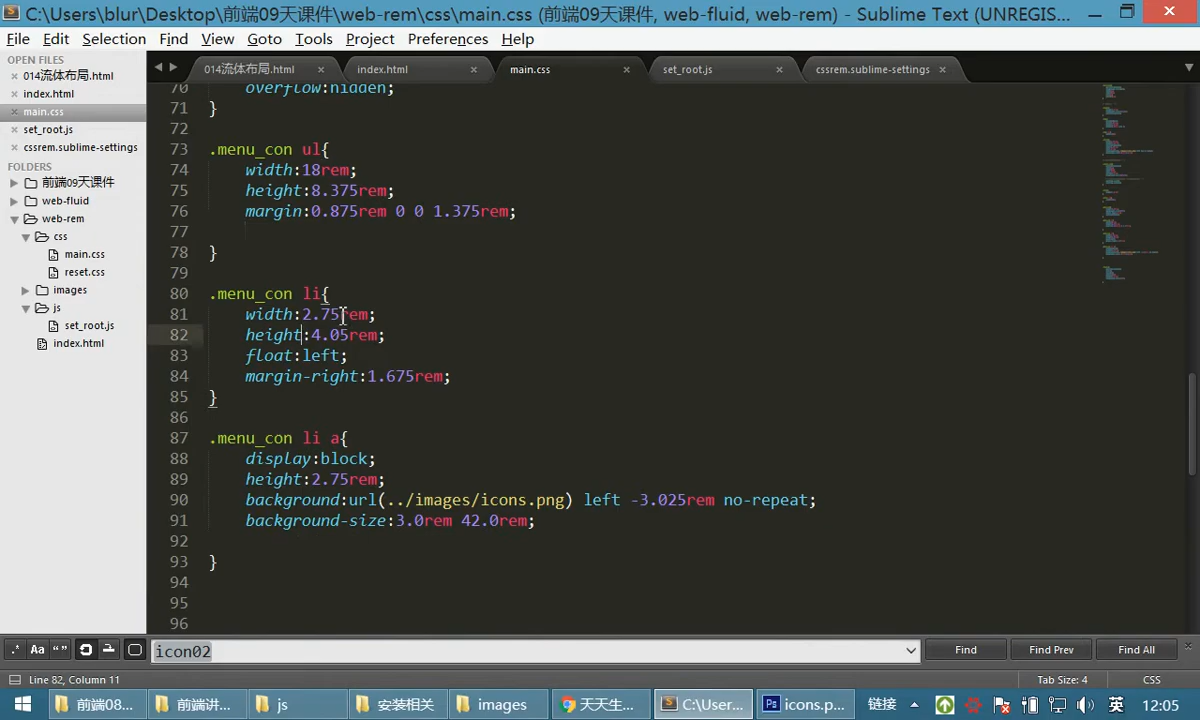 C:\Users\blur\Desktop\前端09天课件\web-rem\css\main.css (前端09天课件, web-fluid, web-rem) - Sublime Text (UNREGIS...
File Edit Selection Find View Goto Tools Project Preferences Help
OPEN FILES
014流体布局.html
index.html
main.css
set_root.js
cssrem.sublime-settings
FOLDERS
前端09天课件
web-fluid
web-rem
css
main.css
reset.css
images
js
set_root.js
index.html
014流体布局.html index.html main.css set_root.js cssrem.sublime-settings
70 overflow:hidden;
71 }
72
73 .menu_con ul{
74 width:18rem;
75 height:8.375rem;
76 margin:0.875rem 0 0 1.375rem;
77
78 }
79
80 .menu_con li{
81 width:2.75rem;
82 height:4.05rem;
83 float:left;
84 margin-right:1.675rem;
85 }
86
87 .menu_con li a{
88 display:block;
89 height:2.75rem;
90 background:url(../images/icons.png) left -3.025rem no-repeat;
91 background-size:3.0rem 42.0rem;
92
93 }
94
95
96
.* Aa “” icon02 Find Find Prev Find All
Line 82, Column 11 Tab Size: 4 CSS
前端08... 前端讲... js 安装相关 images 天天生... C:\User... Ps icons.p... 链接 英 12:05